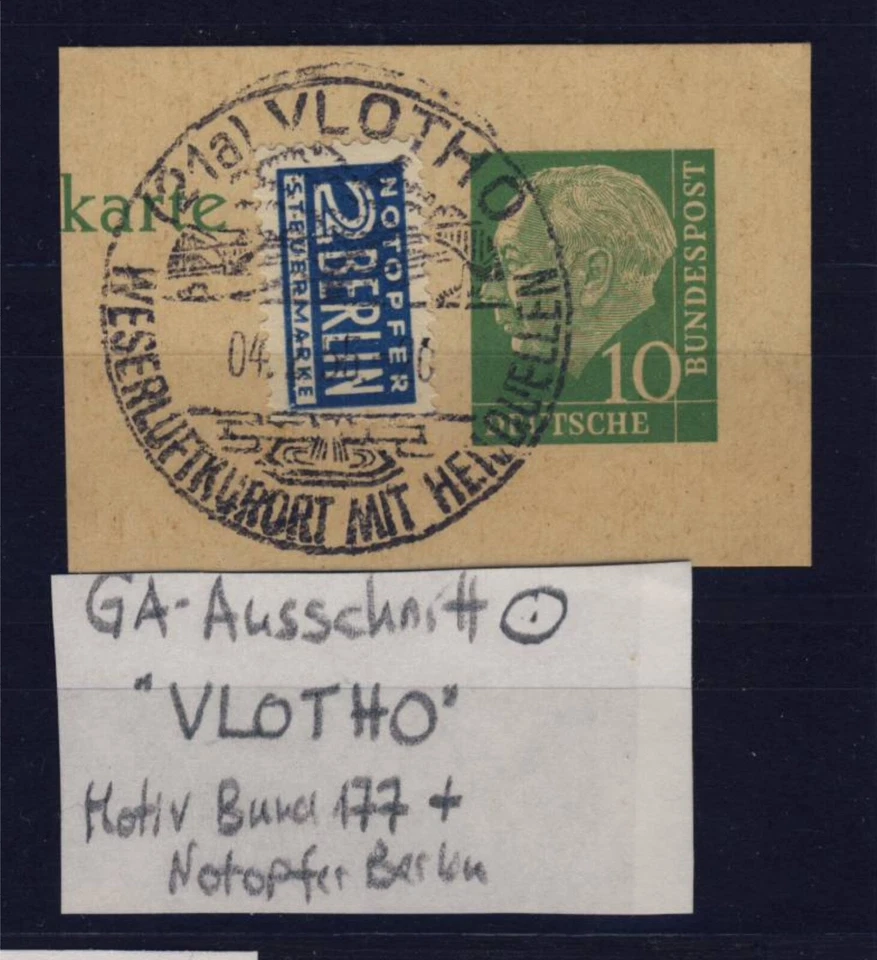 (21a) VLOTHO
karte
NOTOPFER
2 BERLIN
STEUERMARKE
04.
BUNDESPOST
10
DEUTSCHE
WESERLUFTKURORT MIT HEILQUELLEN
GA-Ausschnitt
"VLOTHO"
Motiv Bund 177 +
Notopfer Berlin